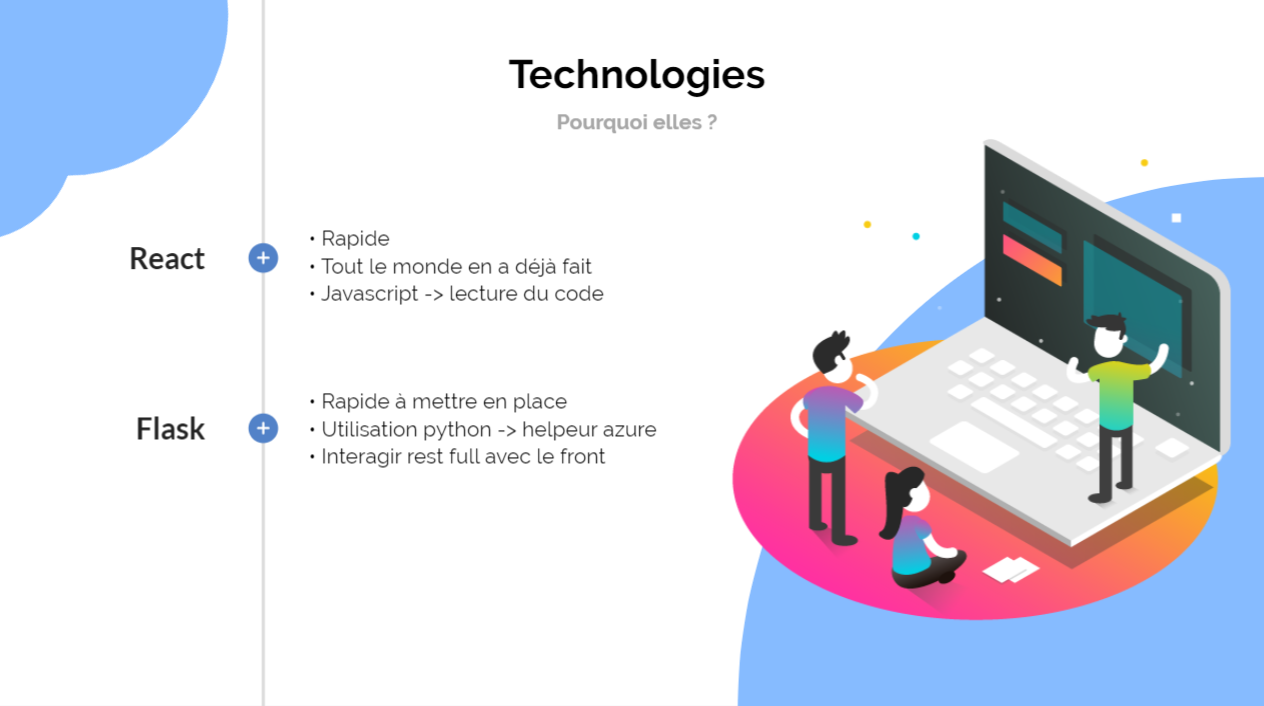 Technologies
Pourquoi elles ?
React
• Rapide
• Tout le monde en a déjà fait
• Javascript -> lecture du code
Flask
• Rapide à mettre en place
• Utilisation python -> helpeur azure
• Interagir rest full avec le front